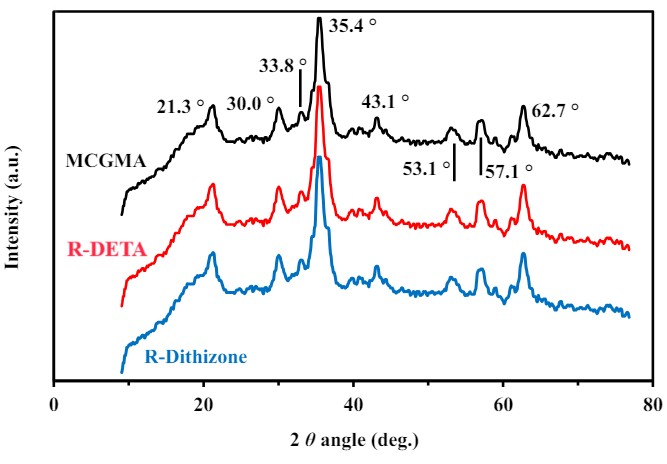 35.4 °
33.8 °
21.3 °
30.0 °
43.1 °
62.7 °
MCGMA
53.1 °
57.1 °
R-DETA
R-Dithizone
Intensity (a.u.)
0
20
40
60
80
2 θ angle (deg.)